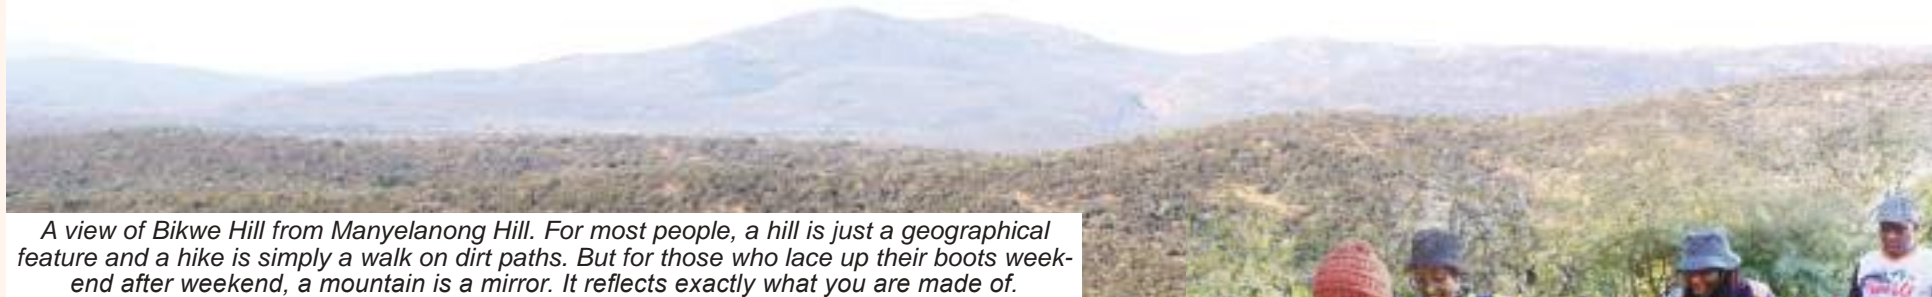 A view of Bikwe Hill from Manyelanong Hill. For most people, a hill is just a geographical
feature and a hike is simply a walk on dirt paths. But for those who lace up their boots week-
end after weekend, a mountain is a mirror. It reflects exactly what you are made of.